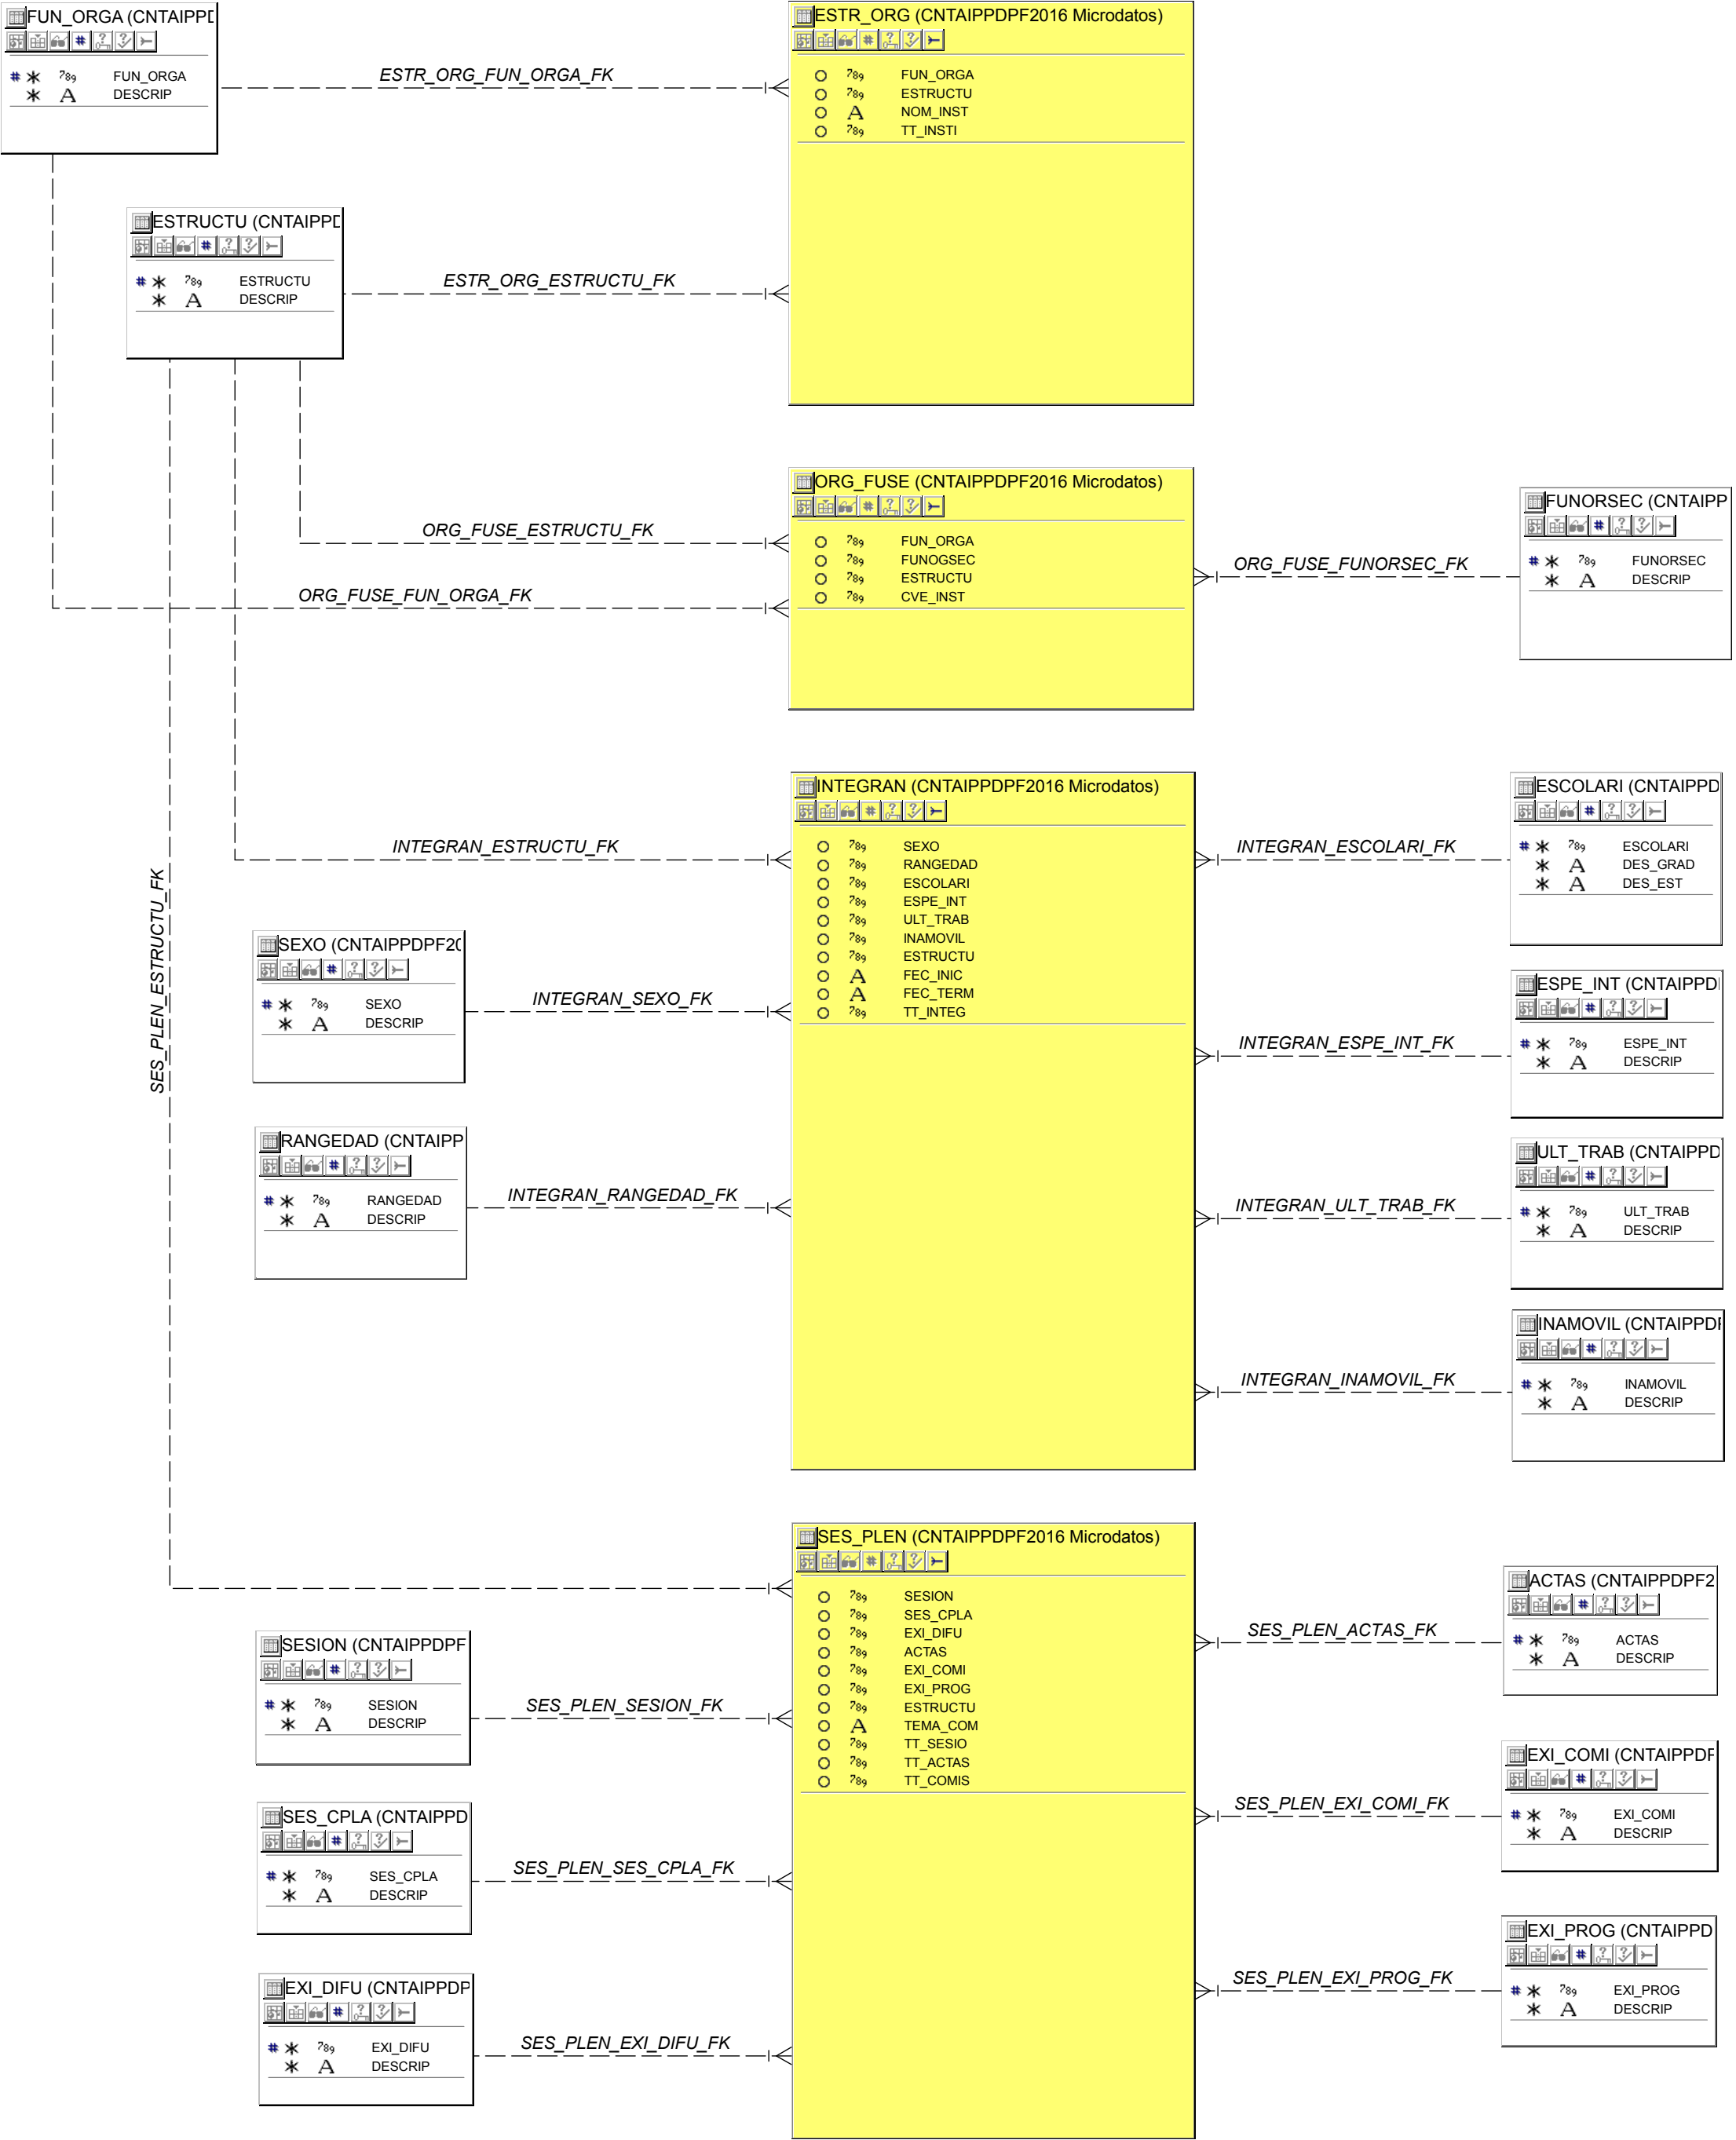 FUN_ORGA (CNTAIPPD
FUN_ORGA
DESCRIP
ESTR_ORG_FUN_ORGA_FK
ESTR_ORG (CNTAIPPDPF2016 Microdatos)
FUN_ORGA
ESTRUCTU
NOM_INST
TT_INSTI
ESTRUCTU (CNTAIPPD
ESTRUCTU
DESCRIP
ESTR_ORG_ESTRUCTU_FK
ORG_FUSE (CNTAIPPDPF2016 Microdatos)
FUN_ORGA
FUNOGSEC
ESTRUCTU
CVE_INST
ORG_FUSE_ESTRUCTU_FK
ORG_FUSE_FUN_ORGA_FK
ORG_FUSE_FUNORSEC_FK
FUNORSEC (CNTAIPP
FUNORSEC
DESCRIP
INTEGRAN (CNTAIPPDPF2016 Microdatos)
SEXO
RANGEDAD
ESCOLARI
ESPE_INT
ULT_TRAB
INAMOVIL
ESTRUCTU
FEC_INIC
FEC_TERM
TT_INTEG
INTEGRAN_ESTRUCTU_FK
SES_PLEN_ESTRUCTU_FK
SEXO (CNTAIPPDPF20
SEXO
DESCRIP
INTEGRAN_SEXO_FK
RANGEDAD (CNTAIPP
RANGEDAD
DESCRIP
INTEGRAN_RANGEDAD_FK
INTEGRAN_ESCOLARI_FK
ESCOLARI (CNTAIPPD
ESCOLARI
DES_GRAD
DES_EST
INTEGRAN_ESPE_INT_FK
ESPE_INT (CNTAIPPD
ESPE_INT
DESCRIP
INTEGRAN_ULT_TRAB_FK
ULT_TRAB (CNTAIPPD
ULT_TRAB
DESCRIP
INTEGRAN_INAMOVIL_FK
INAMOVIL (CNTAIPPDF
INAMOVIL
DESCRIP
SES_PLEN (CNTAIPPDPF2016 Microdatos)
SESION
SES_CPLA
EXI_DIFU
ACTAS
EXI_COMI
EXI_PROG
ESTRUCTU
TEMA_COM
TT_SESIO
TT_ACTAS
TT_COMIS
SESION (CNTAIPPDPF
SESION
DESCRIP
SES_PLEN_SESION_FK
SES_CPLA (CNTAIPPD
SES_CPLA
DESCRIP
SES_PLEN_SES_CPLA_FK
EXI_DIFU (CNTAIPPDP
EXI_DIFU
DESCRIP
SES_PLEN_EXI_DIFU_FK
SES_PLEN_ACTAS_FK
ACTAS (CNTAIPPDPF2
ACTAS
DESCRIP
SES_PLEN_EXI_COMI_FK
EXI_COMI (CNTAIPPDF
EXI_COMI
DESCRIP
SES_PLEN_EXI_PROG_FK
EXI_PROG (CNTAIPPD
EXI_PROG
DESCRIP